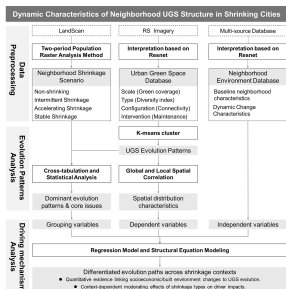 Dynamic Characteristics of Neighborhood UGS Structure in Shrinking Cities
Data Preprocessing
LandScan
RS Imagery
Multi-source Database
Two-period Population
Raster Analysis Method
Interpretation based on
Resnet
Interpretation based on
Resnet
Neighborhood Shrinkage
Scenario
Non-shrinking
Intermittent Shrinking
Accelerating Shrinking
Stable Shrinking
Urban Green Space
Database
Scale (Green coverage)
Type (Diversity index)
Configuration (Connectivity)
Intervention (Maintenance)
Neighborhood
Environment Database
Baseline neighborhood
characteristics
Dynamic Change
Characteristics
Evolution Patterns
Analysis
K-means cluster
UGS Evolution Patterns
Cross-tabulation and
Statistical Analysis
Global and Local Spatial
Correlation
Dominant evolution
patterns & core issues
Spatial distribution
characteristics
Driving mechanism
Analysis
Grouping variables
Dependent variables
Independent variables
Regression Model and Structural Equation Modeling
Differentiated evolution paths across shrinkage contexts
● Quantitative evidence linking socioeconomic/built environment changes to UGS evolution.
● Context-dependent moderating effects of shrinkage types on driver impacts.